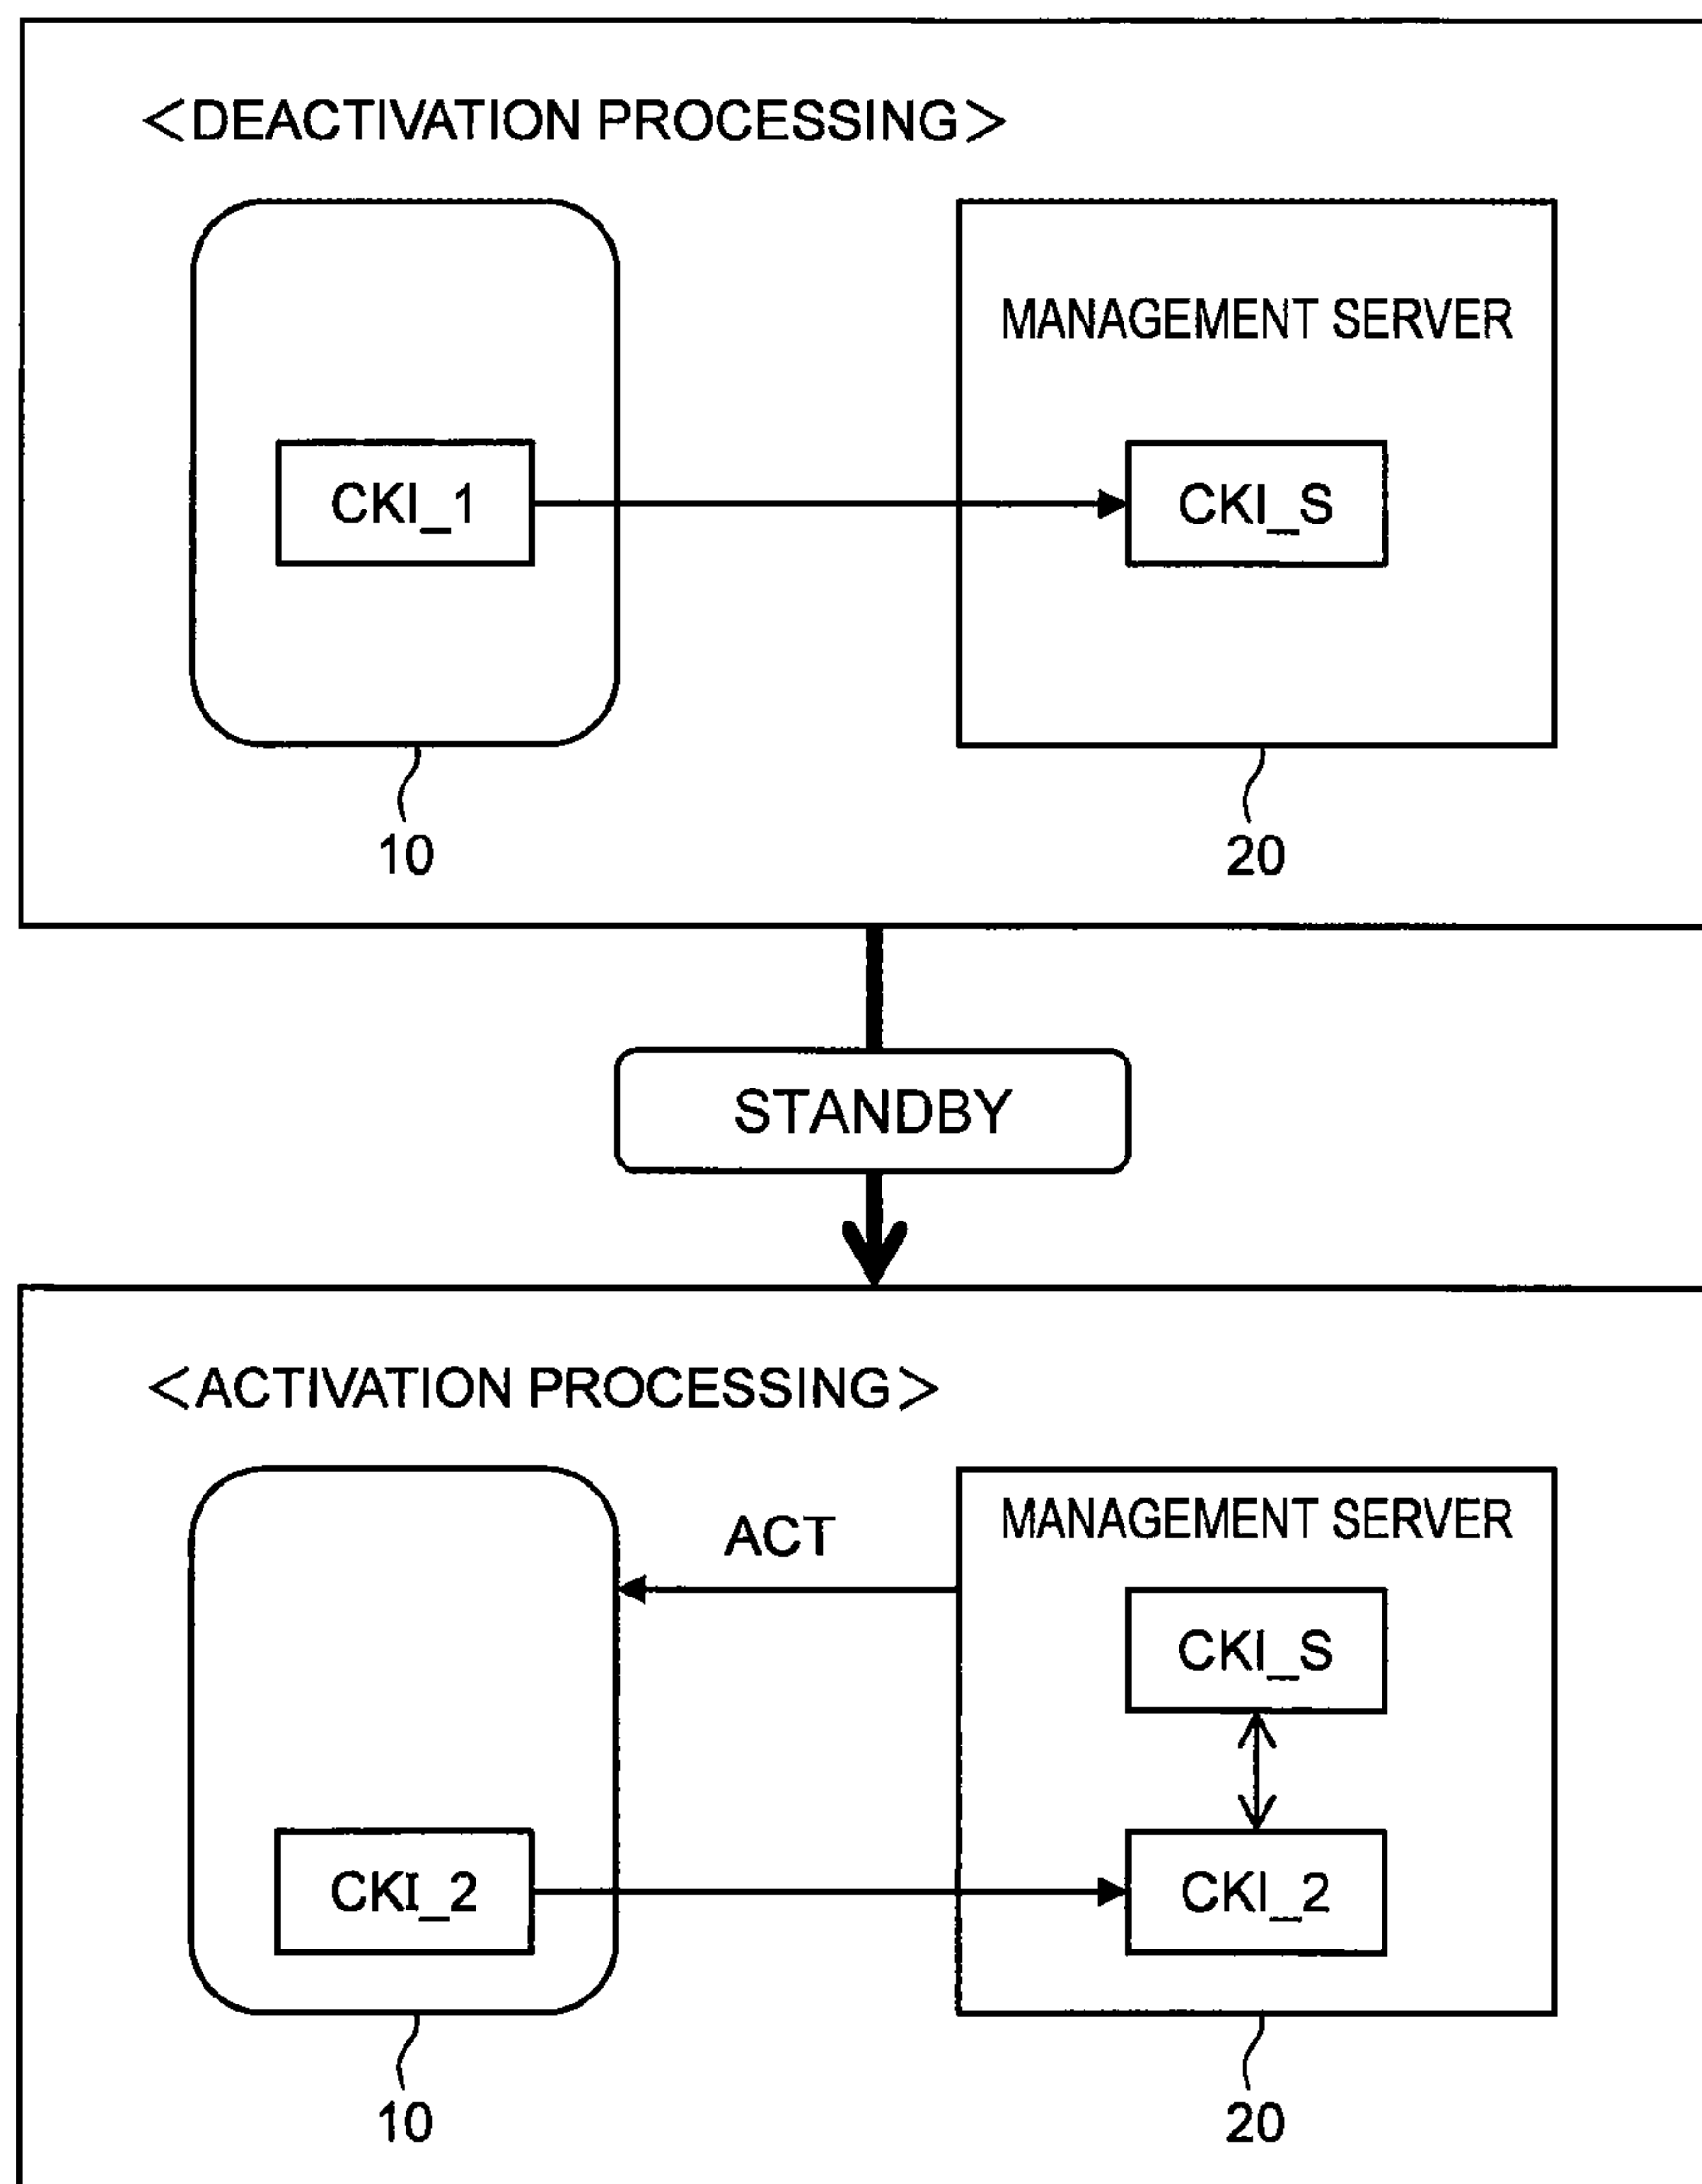 <DEACTIVATION PROCESSING>
MANAGEMENT SERVER
CKI_1
CKI_S
10
20
STANDBY
<ACTIVATION PROCESSING>
MANAGEMENT SERVER
ACT
CKI_S
CKI_2
CKI_2
10
20